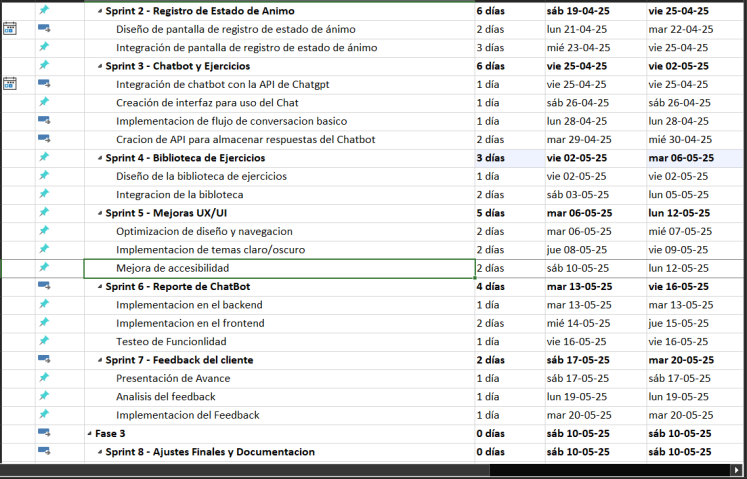 Sprint 2 - Registro de Estado de Animo 6 días sáb 19-04-25 vie 25-04-25
Diseño de pantalla de registro de estado de ánimo 2 días lun 21-04-25 mar 22-04-25
Integración de pantalla de registro de estado de ánimo 3 días mié 23-04-25 vie 25-04-25
Sprint 3 - Chatbot y Ejercicios 6 días vie 25-04-25 vie 02-05-25
Integración de chatbot con la API de Chatgpt 1 día vie 25-04-25 vie 25-04-25
Creación de interfaz para uso del Chat 1 día sáb 26-04-25 sáb 26-04-25
Implementacion de flujo de conversacion basico 1 día lun 28-04-25 lun 28-04-25
Cracion de API para almacenar respuestas del Chatbot 2 días mar 29-04-25 mié 30-04-25
Sprint 4 - Biblioteca de Ejercicios 3 días vie 02-05-25 mar 06-05-25
Diseño de la biblioteca de ejercicios 1 día vie 02-05-25 vie 02-05-25
Integracion de la bibloteca 2 días sáb 03-05-25 lun 05-05-25
Sprint 5 - Mejoras UX/UI 5 días mar 06-05-25 lun 12-05-25
Optimizacion de diseño y navegacion 2 días mar 06-05-25 mié 07-05-25
Implementacion de temas claro/oscuro 2 días jue 08-05-25 vie 09-05-25
Mejora de accesibilidad 2 días sáb 10-05-25 lun 12-05-25
Sprint 6 - Reporte de ChatBot 4 días mar 13-05-25 vie 16-05-25
Implementacion en el backend 1 día mar 13-05-25 mar 13-05-25
Implementacion en el frontend 2 días mié 14-05-25 jue 15-05-25
Testeo de Funcionlidad 1 día vie 16-05-25 vie 16-05-25
Sprint 7 - Feedback del cliente 2 días sáb 17-05-25 mar 20-05-25
Presentación de Avance 1 día sáb 17-05-25 sáb 17-05-25
Analisis del feedback 1 día lun 19-05-25 lun 19-05-25
Implementacion del Feedback 1 día mar 20-05-25 mar 20-05-25
Fase 3 0 días sáb 10-05-25 sáb 10-05-25
Sprint 8 - Ajustes Finales y Documentacion 0 días sáb 10-05-25 sáb 10-05-25